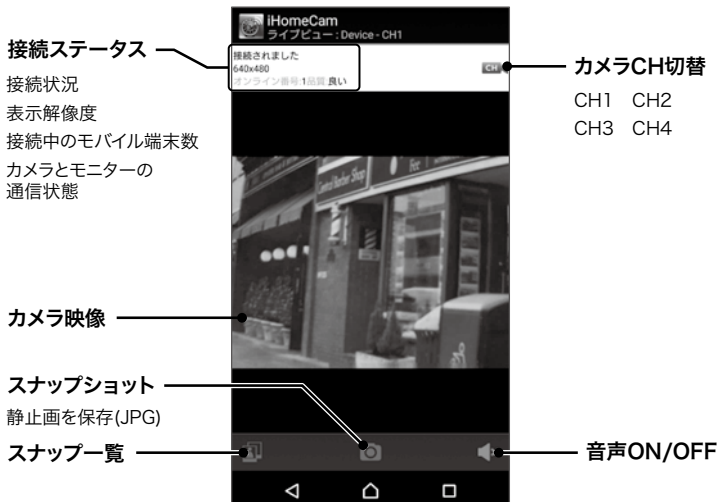 iHomeCam
ライブビュー : Device - CH1
接続ステータス
接続状況
表示解像度
接続中のモバイル端末数
カメラとモニターの
通信状態
接続されました
640x480
オンライン番号:1品質:良い
CH
カメラCH切替
CH1 CH2
CH3 CH4
Central Barber Shop
カメラ映像
スナップショット
静止画を保存(JPG)
スナップ一覧
音声ON/OFF